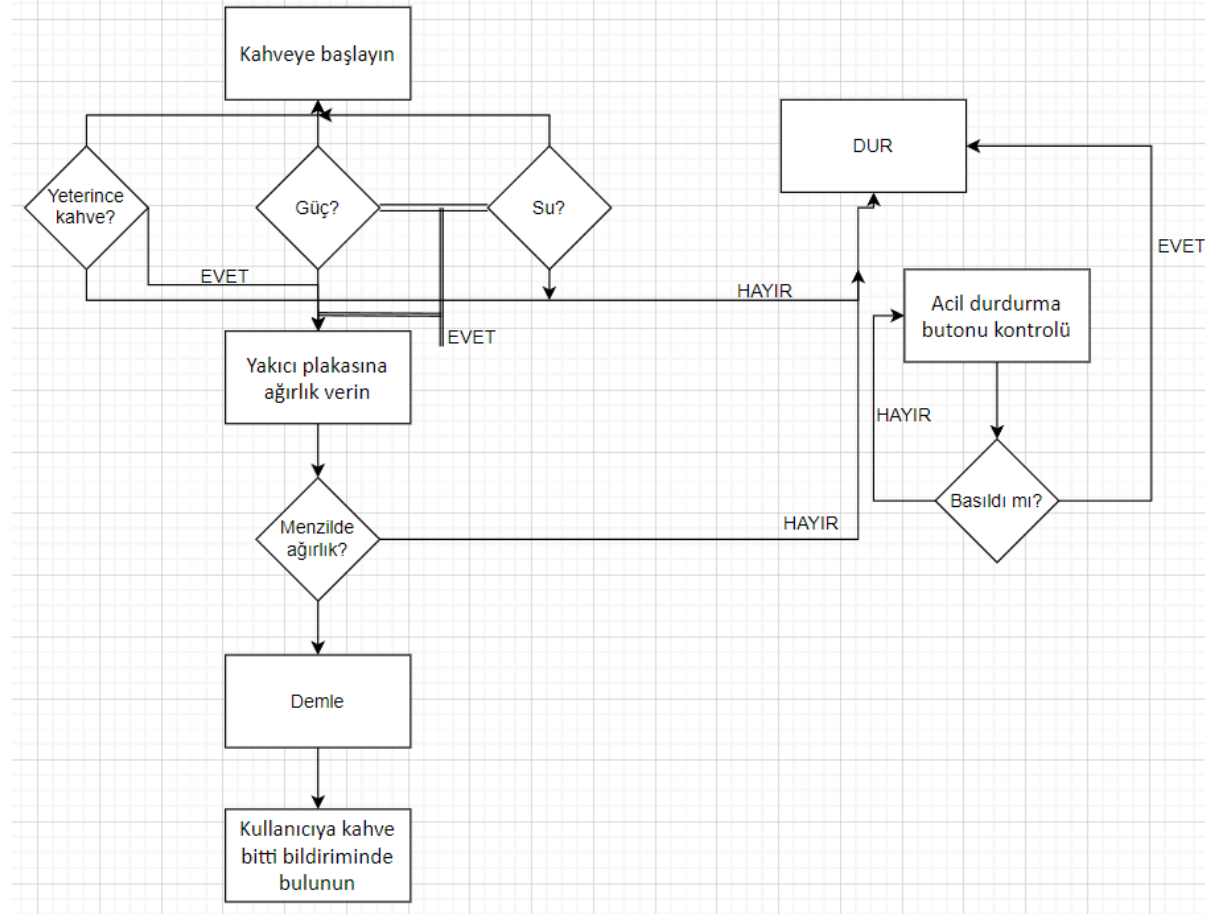 Kahveye başlayın
DUR
Yeterince
kahve?
Güç?
Su?
EVET
EVET
HAYIR
Acil durdurma
butonu kontrolü
EVET
Yakıcı plakasına
ağırlık verin
HAYIR
Basıldı mı?
Menzilde
ağırlık?
HAYIR
Demle
Kullanıcıya kahve
bitti bildiriminde
bulunun